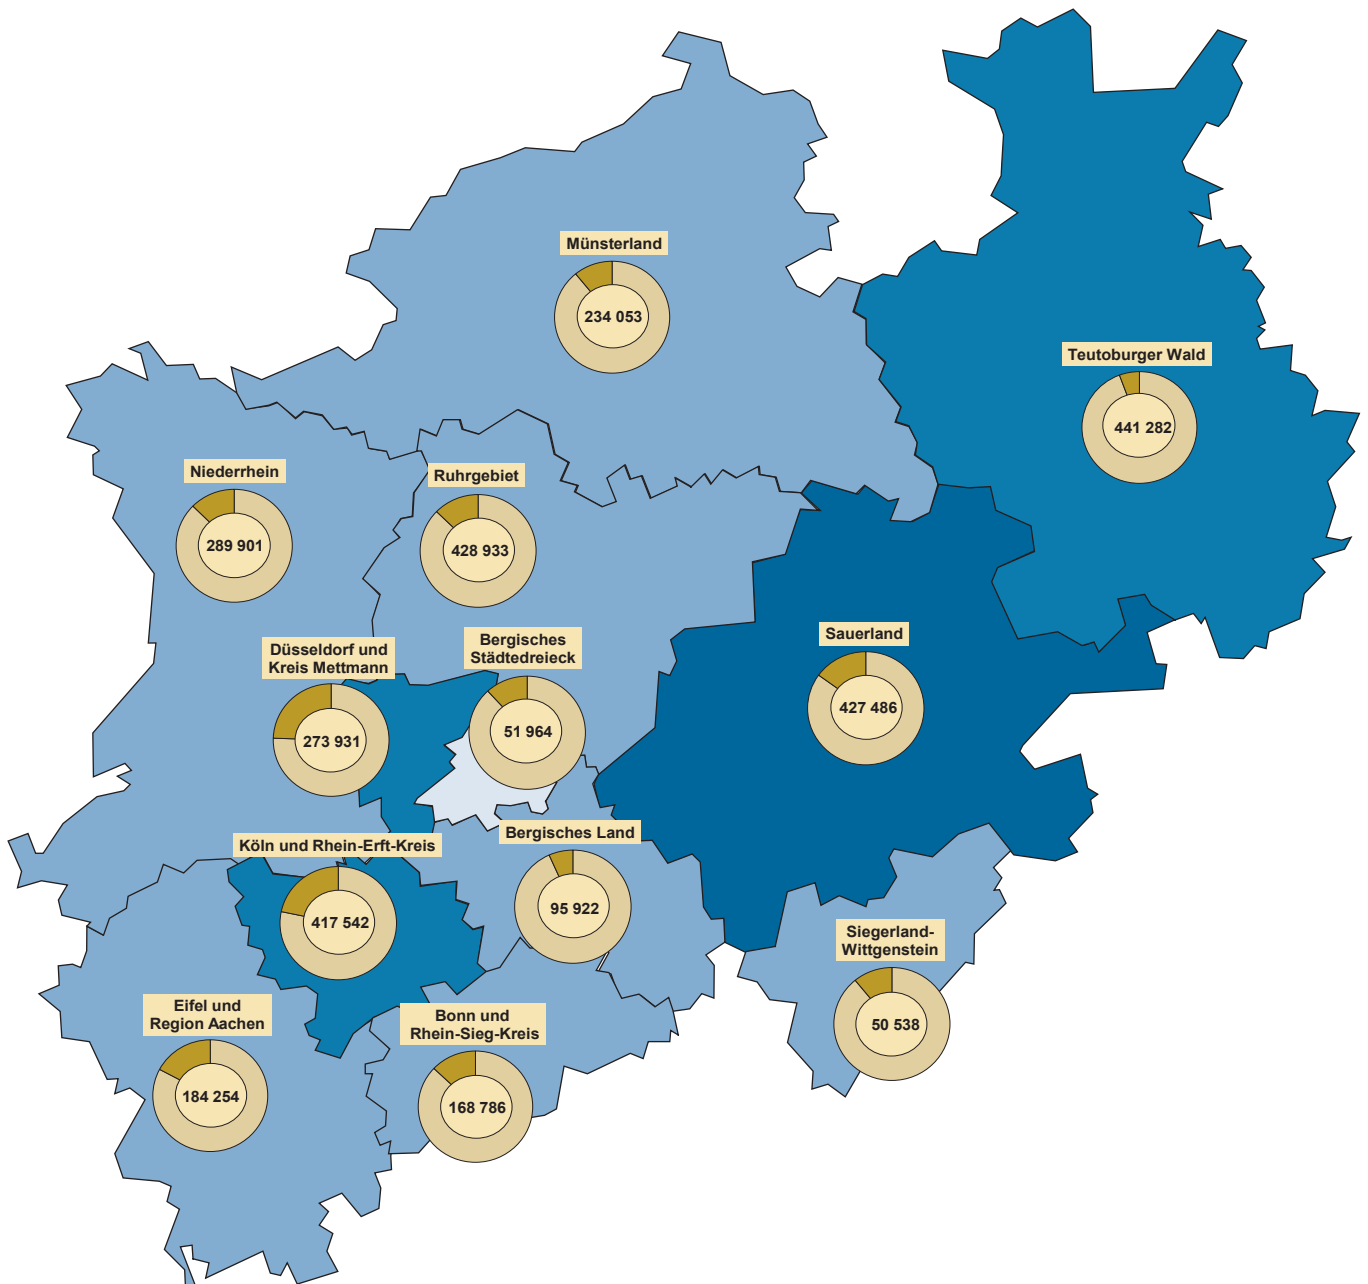 Münsterland
234 053
Teutoburger Wald
441 282
Niederrhein
289 901
Ruhrgebiet
428 933
Düsseldorf und
Kreis Mettmann
273 931
Bergisches
Städtedreieck
51 964
Sauerland
427 486
Köln und Rhein-Erft-Kreis
417 542
Bergisches Land
95 922
Siegerland-
Wittgenstein
50 538
Eifel und
Region Aachen
184 254
Bonn und
Rhein-Sieg-Kreis
168 786